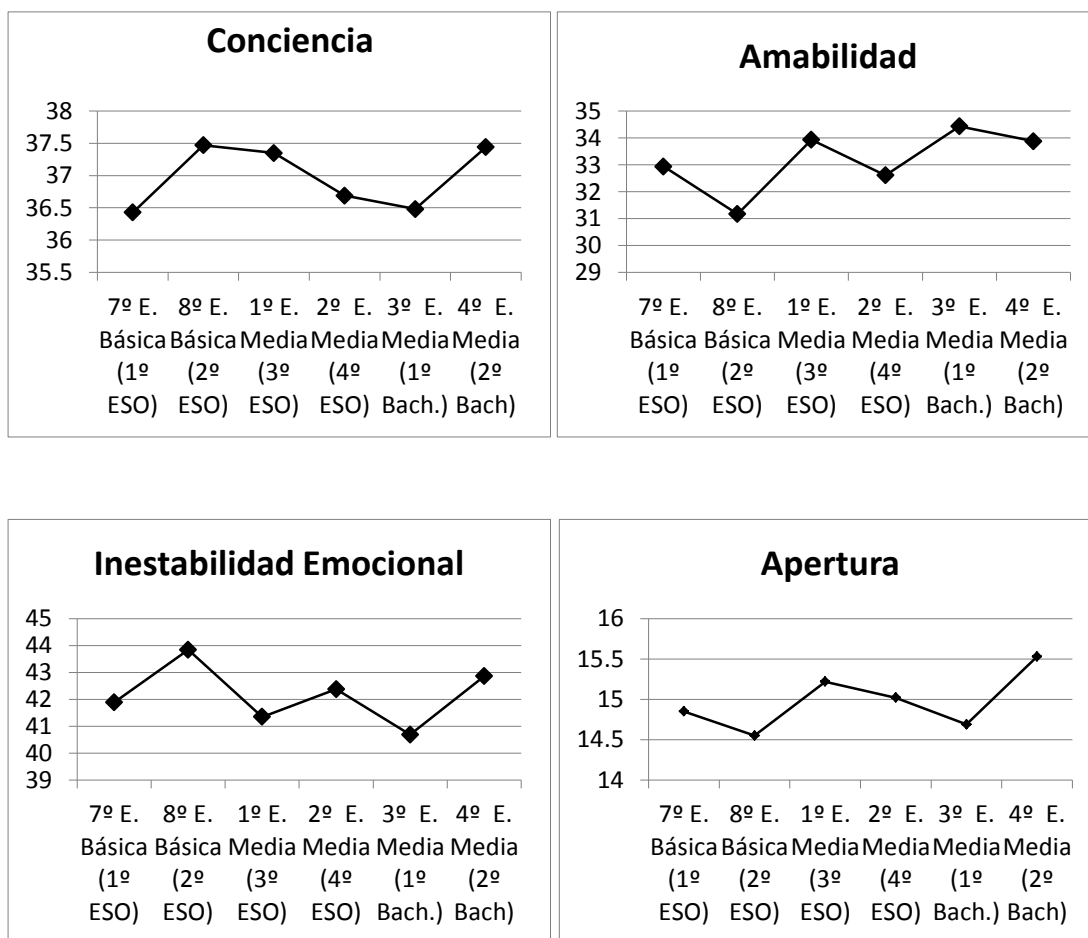 Conciencia
38
37.5
37
36.5
36
35.5
7º E. 8º E. 1º E. 2º E. 3º E. 4º E.
Básica Básica Media Media Media Media
(1º (2º (3º (4º (1º (2º
ESO) ESO) ESO) ESO) Bach.) Bach)
Amabilidad
35
34
33
32
31
30
29
7º E. 8º E. 1º E. 2º E. 3º E. 4º E.
Básica Básica Media Media Media Media
(1º (2º (3º (4º (1º (2º
ESO) ESO) ESO) ESO) Bach.) Bach)
Inestabilidad Emocional
45
44
43
42
41
40
39
7º E. 8º E. 1º E. 2º E. 3º E. 4º E.
Básica Básica Media Media Media Media
(1º (2º (3º (4º (1º (2º
ESO) ESO) ESO) ESO) Bach.) Bach)
Apertura
16
15.5
15
14.5
14
7º E. 8º E. 1º E. 2º E. 3º E. 4º E.
Básica Básica Media Media Media Media
(1º (2º (3º (4º (1º (2º
ESO) ESO) ESO) ESO) Bach.) Bach)